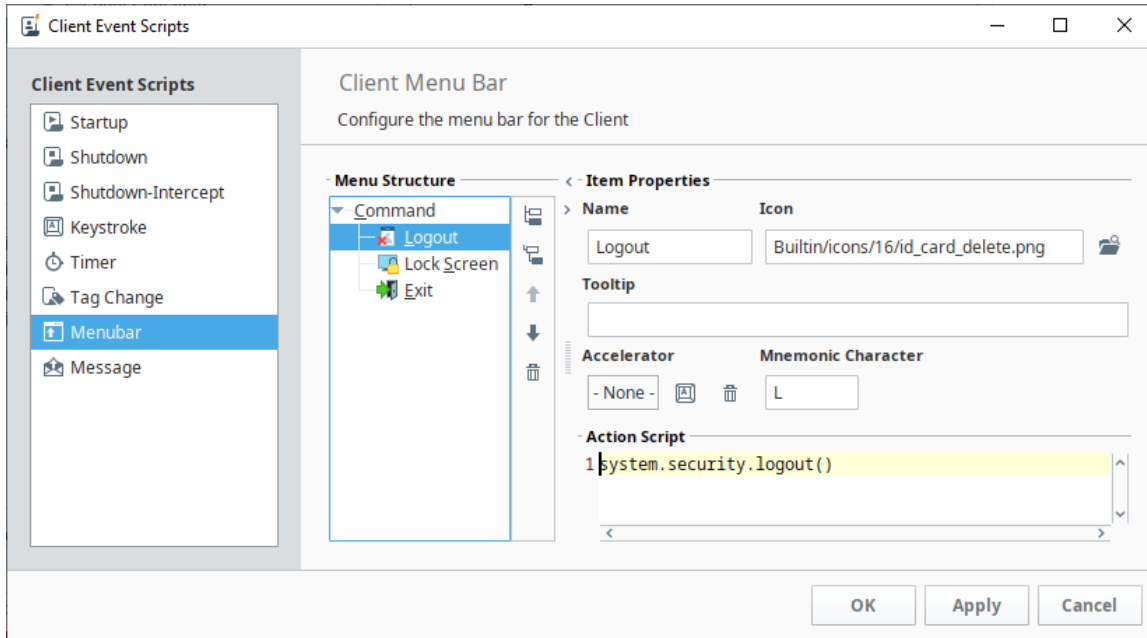 Client Event Scripts
Client Event Scripts
Startup
Shutdown
Shutdown-Intercept
Keystroke
Timer
Tag Change
Menubar
Message
Client Menu Bar
Configure the menu bar for the Client
Menu Structure
Command
Logout
Lock Screen
Exit
Item Properties
Name Icon
Logout Builtin/icons/16/id_card_delete.png
Tooltip
Accelerator Mnemonic Character
- None - L
Action Script
1 system.security.logout()
OK Apply Cancel